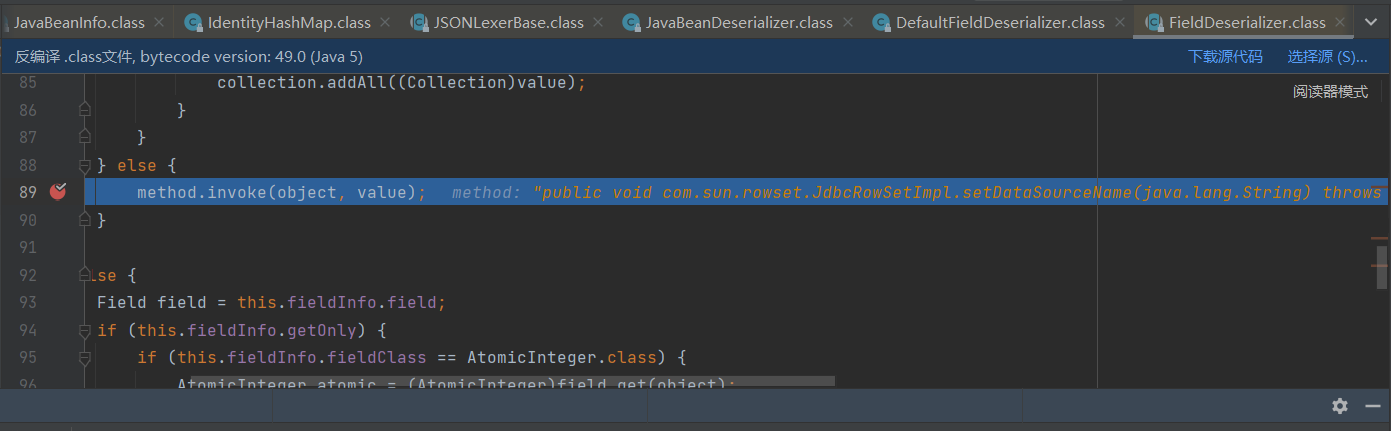 JavaBeanInfo.class IdentityHashMap.class JSONLexerBase.class JavaBeanDeserializer.class DefaultFieldDeserializer.class FieldDeserializer.class
反编译 .class文件, bytecode version: 49.0 (Java 5) 下载源代码 选择源 (S)...
阅读器模式
85 collection.addAll((Collection)value);
86 }
87 }
88 } else {
89 method.invoke(object, value); method: "public void com.sun.rowset.JdbcRowSetImpl.setDataSourceName(java.lang.String) throws
90 }
91
92 lse {
93 Field field = this.fieldInfo.field;
94 if (this.fieldInfo.getOnly) {
95 if (this.fieldInfo.fieldClass == AtomicInteger.class) {
96 AtomicInteger atomic = (AtomicInteger)field.get(object);